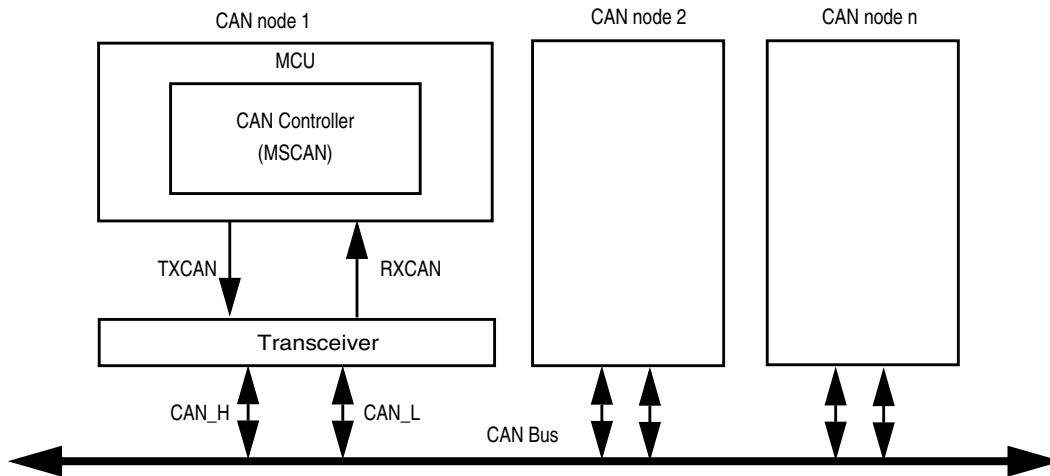 CAN node 1
CAN node 2
CAN node n
MCU
CAN Controller
(MSCAN)
TXCAN
RXCAN
Transceiver
CAN_H
CAN_L
CAN Bus